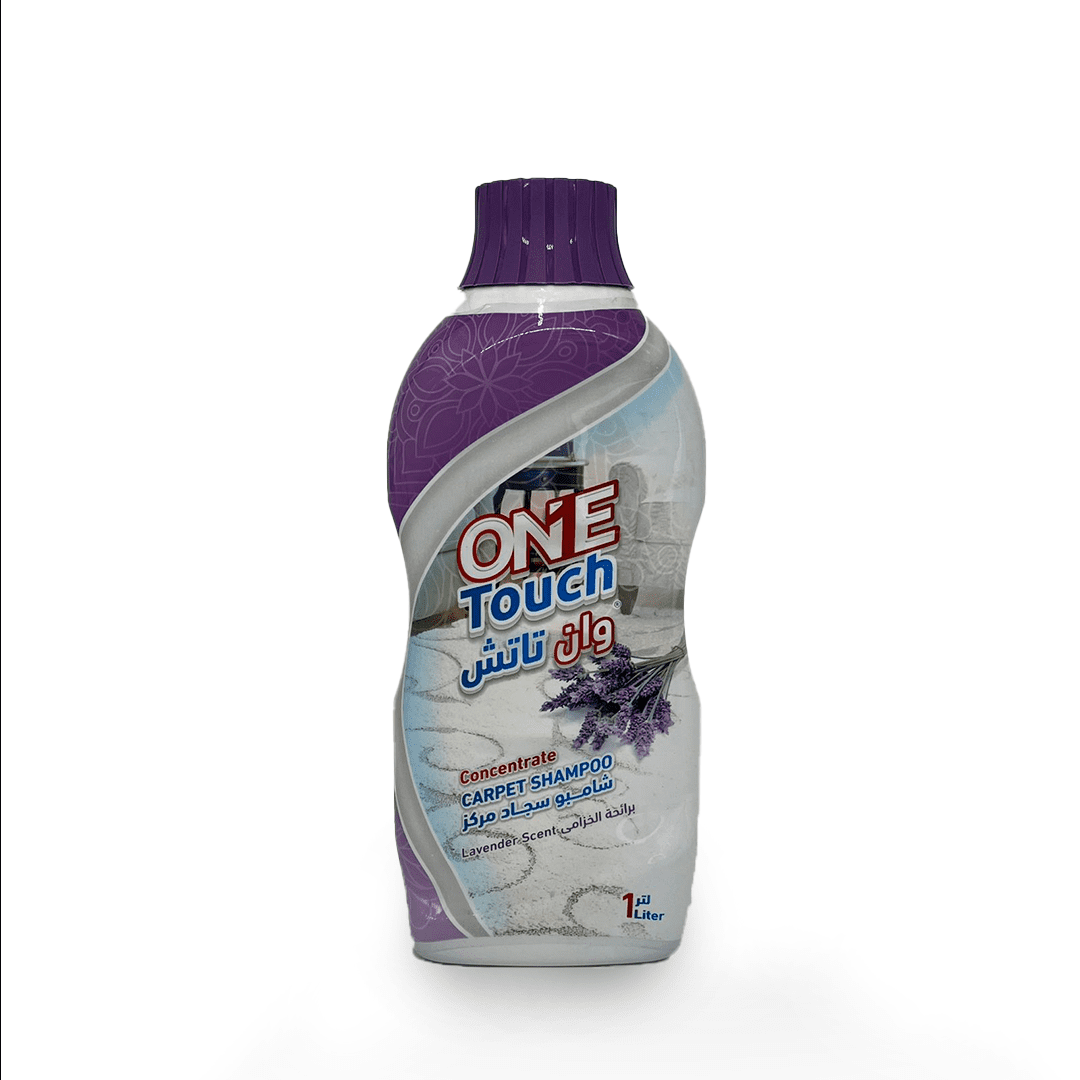 ONE
Touch®
وان تاتش
Concentrate
CARPET SHAMPOO
شامبو سجاد مركز
Lavender Scent برائحة الخزامى
1 لتر
Liter